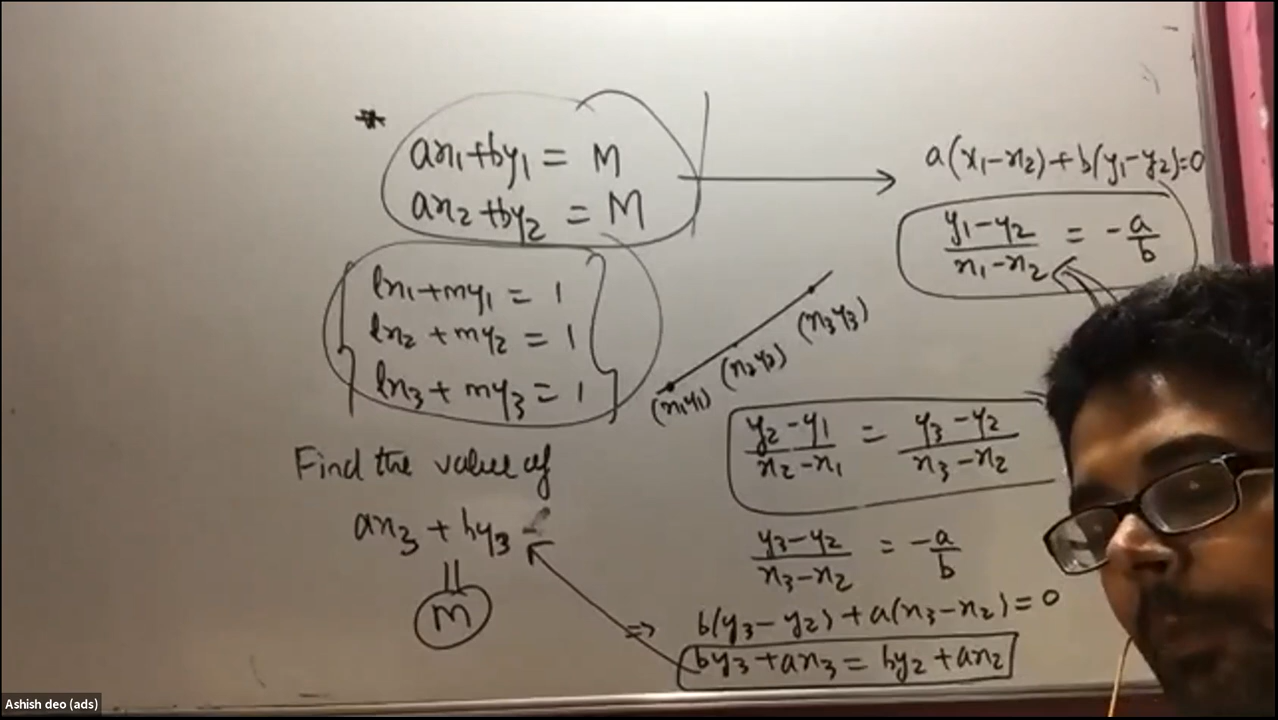 * ax₁+by₁ = M
ax₂+by₂ = M
lx₁+my₁ = 1
lx₂+my₂ = 1
lx₃+my₃ = 1
Find the value of
ax₃+by₃ =
||
M
a(x₁-x₂)+b(y₁-y₂)=0
(y₁-y₂)/(x₁-x₂) = -a/b
(x₁y₁) (x₂y₂) (x₃y₃)
(y₂-y₁)/(x₂-x₁) = (y₃-y₂)/(x₃-x₂)
(y₃-y₂)/(x₃-x₂) = -a/b
⇒ b(y₃-y₂)+a(x₃-x₂)=0
by₃+ax₃=by₂+ax₂
Ashish deo (ads)